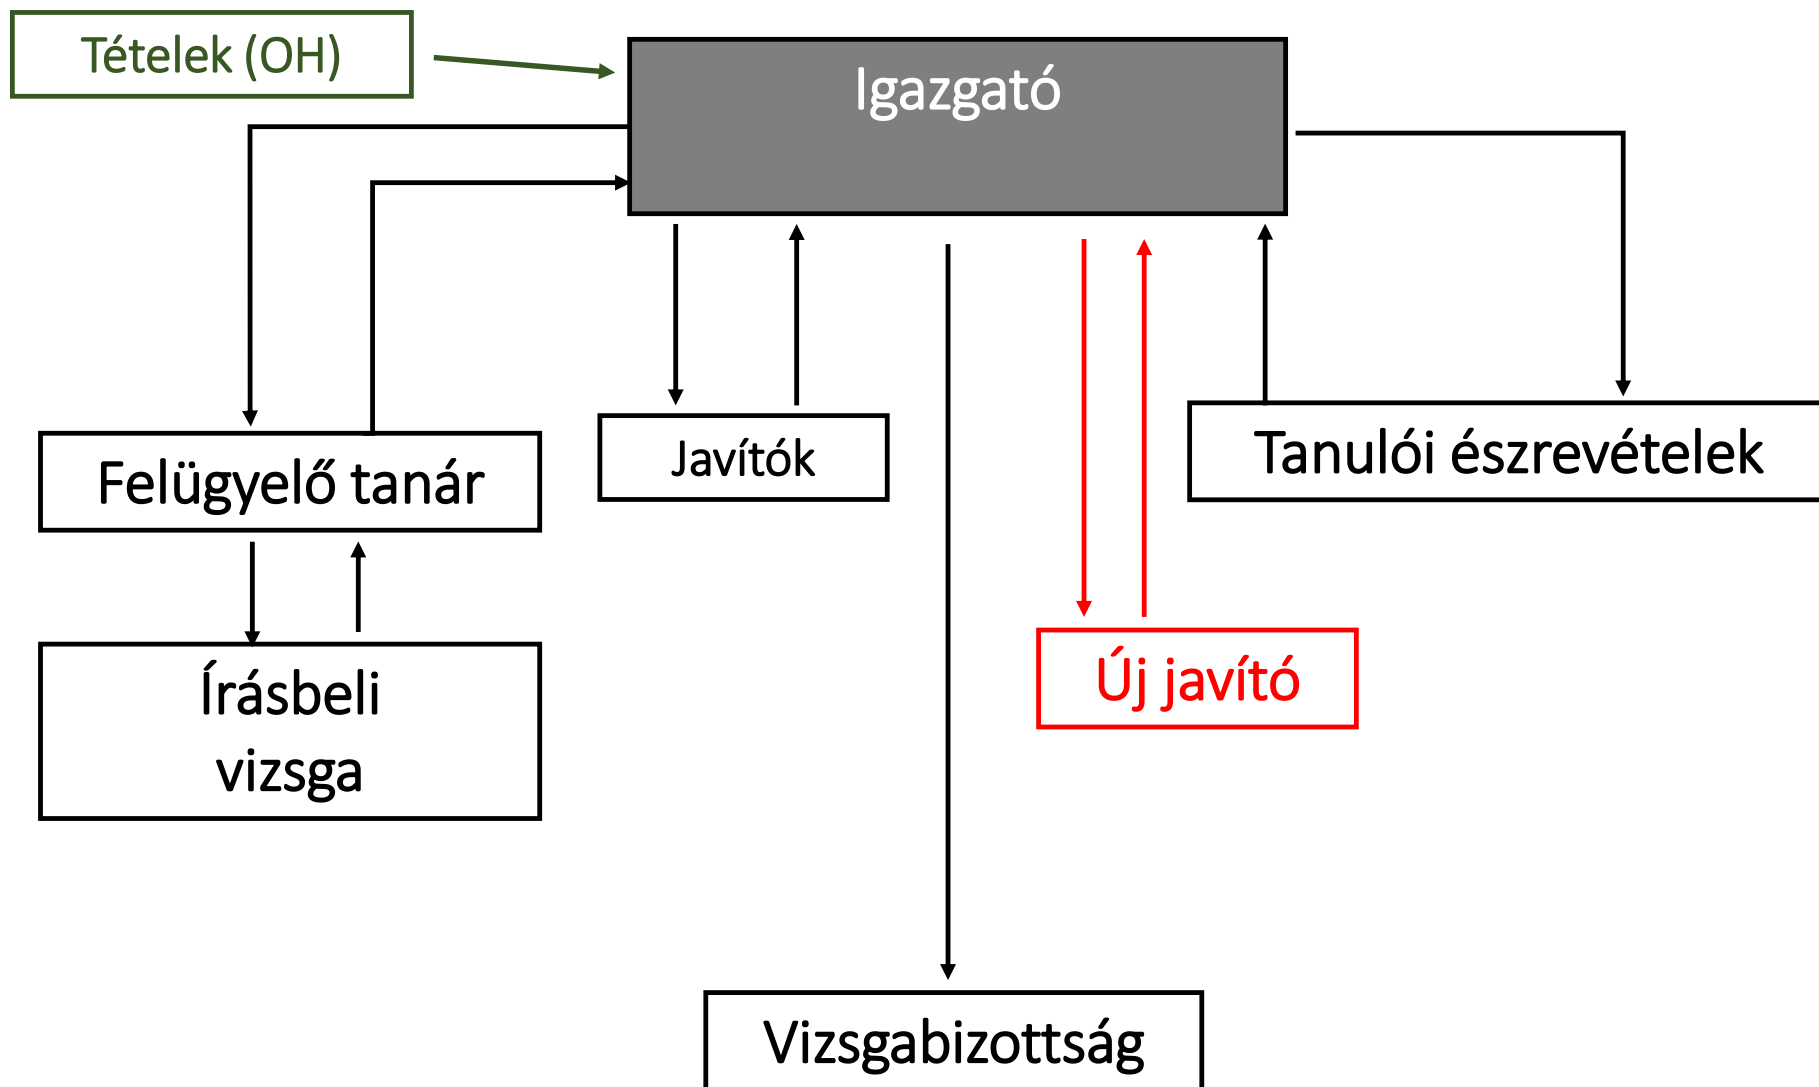 Tételek (OH)
Igazgató
Felügyelő tanár
Javítók
Tanulói észrevételek
Írásbeli
vizsga
Új javító
Vizsgabizottság